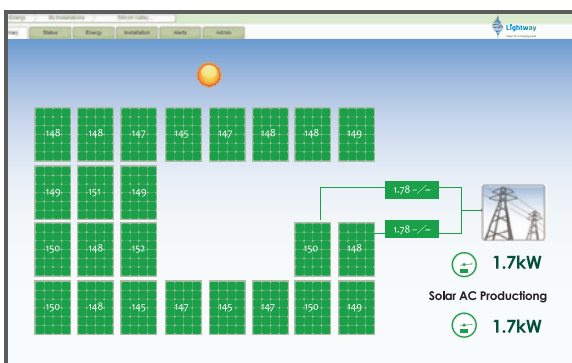 Energy My Installations Silicon Valley
Status Energy Installation Alerts Admin
Lightway
148 148 147 145 147 148 148 149
149 151 149
1.78 -/~
150 148 152 150 148
1.78 -/~
1.7kW
Solar AC Productiong
150 148 145 147 145 147 150 149
1.7kW